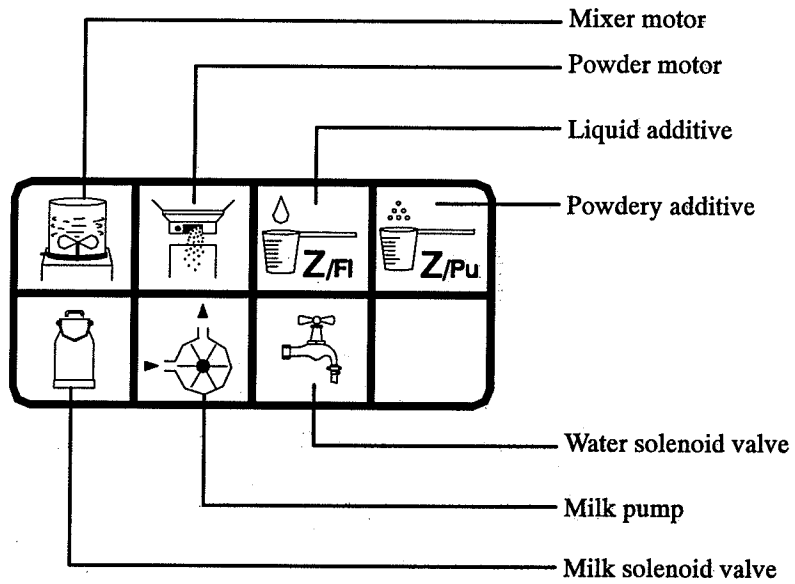 Mixer motor
Powder motor
Liquid additive
Powdery additive
Z/Fl
Z/Pu
Water solenoid valve
Milk pump
Milk solenoid valve